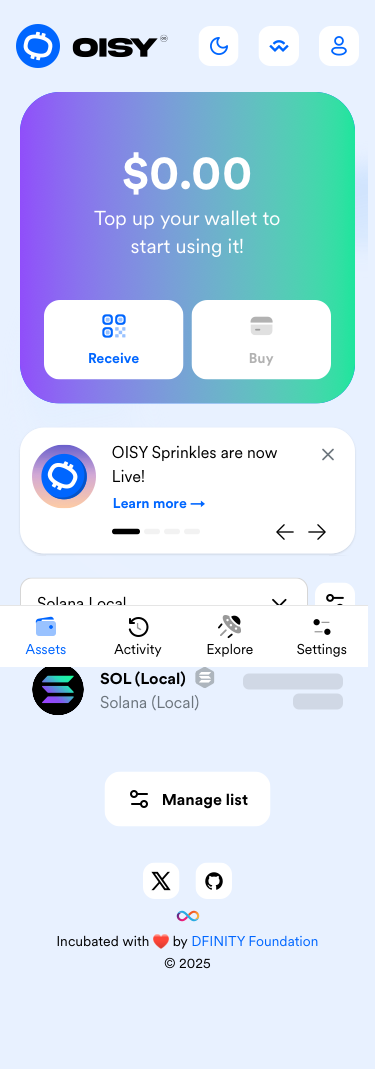 OISY
$0.00
Top up your wallet to
start using it!
Receive
Buy
OISY Sprinkles are now
Live!
Learn more →
Solana Local
Assets
Activity
Explore
Settings
SOL (Local)
Solana (Local)
Manage list
Incubated with ❤️ by DFINITY Foundation
© 2025